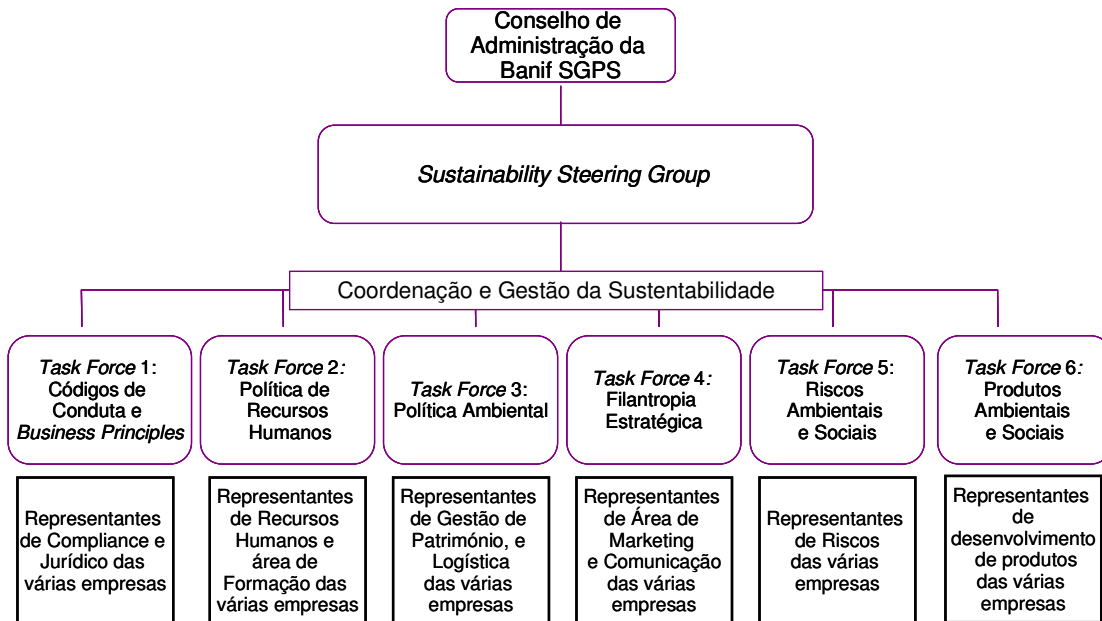 Conselho de
Administração da
Banif SGPS
Sustainability Steering Group
Coordenação e Gestão da Sustentabilidade
Task Force 1:
Códigos de
Conduta e
Business Principles
Task Force 2:
Política de
Recursos
Humanos
Task Force 3:
Política Ambiental
Task Force 4:
Filantropia
Estratégica
Task Force 5:
Riscos
Ambientais
e Sociais
Task Force 6:
Produtos
Ambientais
e Sociais
Representantes
de Compliance e
Jurídico das
várias empresas
Representantes
de Recursos
Humanos e
área de
Formação das
várias empresas
Representantes
de Gestão de
Património, e
Logística
das várias
empresas
Representantes
de Área de
Marketing
e Comunicação
das várias
empresas
Representantes
de Riscos
das várias
empresas
Representantes
de
desenvolvimento
de produtos
das várias
empresas